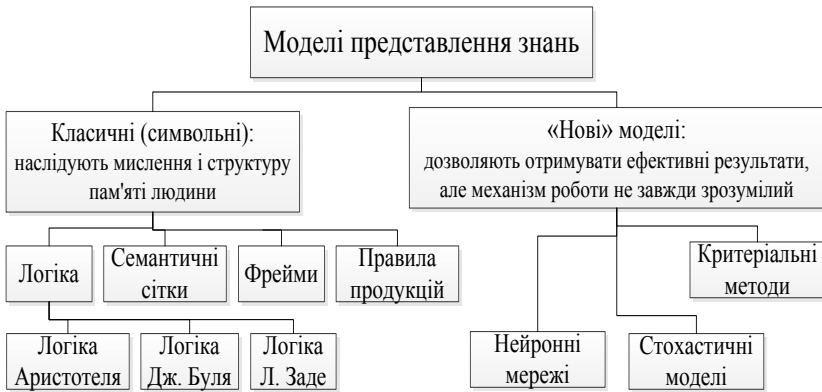 Моделі представлення знань
Класичні (символьні):
наслідують мислення і структуру
пам'яті людини
«Нові» моделі:
дозволяють отримувати ефективні результати,
але механізм роботи не завжди зрозумілий
Логіка
Семантичні
сітки
Фрейми
Правила
продукцій
Критеріальні
методи
Логіка
Аристотеля
Логіка
Дж. Буля
Логіка
Л. Заде
Нейронні
мережі
Стохастичні
моделі